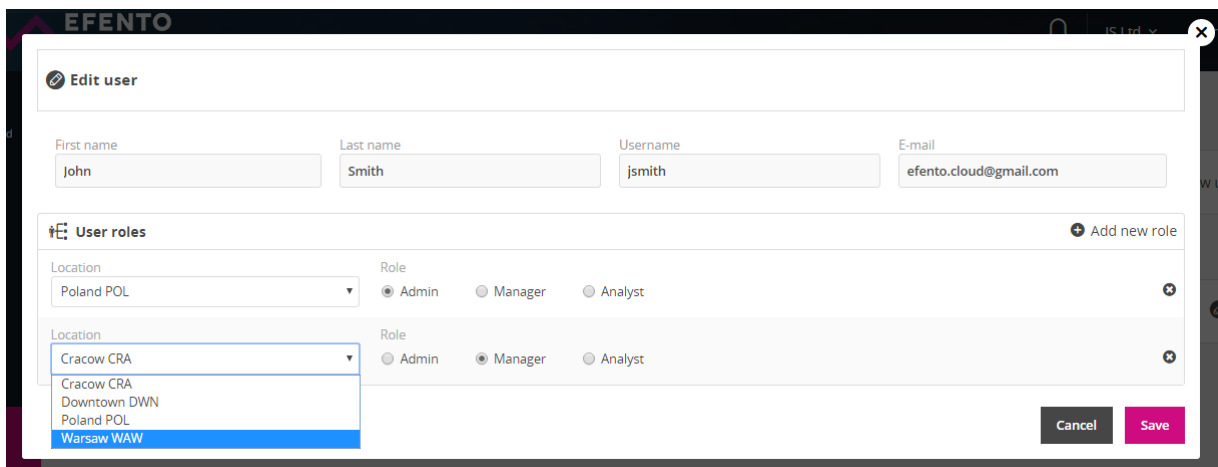 EFENTO
JS Ltd
Edit user
First name
Last name
Username
E-mail
John
Smith
jsmith
efento.cloud@gmail.com
User roles
Add new role
Location
Role
Poland POL
Admin
Manager
Analyst
Location
Role
Cracow CRA
Admin
Manager
Analyst
Cracow CRA
Downtown DWN
Poland POL
Warsaw WAW
Cancel
Save